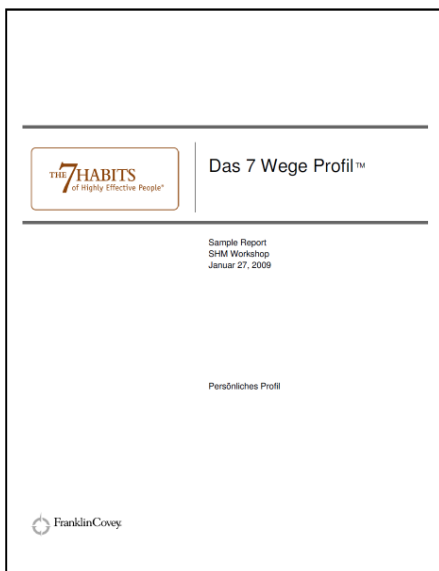 THE 7 HABITS
of Highly Effective People®
Das 7 Wege Profil™
Sample Report
SHM Workshop
Januar 27, 2009
Persönliches Profil
FranklinCovey